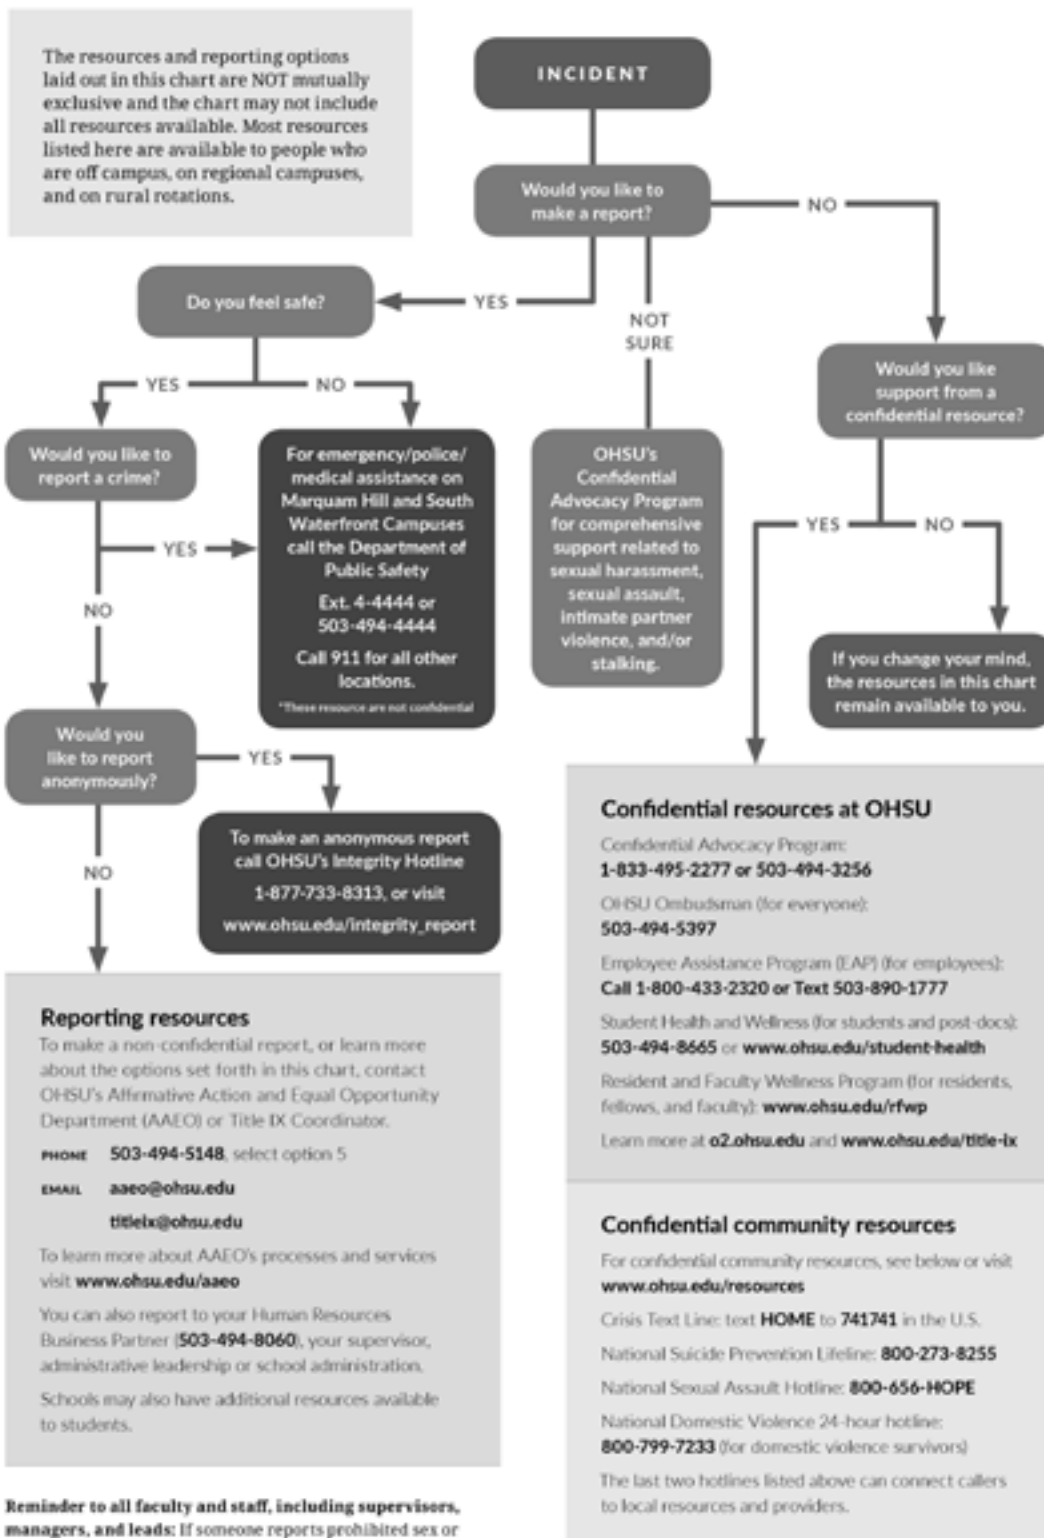 The resources and reporting options
laid out in this chart are NOT mutually
exclusive and the chart may not include
all resources available. Most resources
listed here are available to people who
are off campus, on regional campuses,
and on rural rotations.
INCIDENT
Would you like to
make a report?
NO
YES
NOT
SURE
Do you feel safe?
YES
NO
Would you like
support from a
confidential resource?
Would you like to
report a crime?
YES
NO
For emergency/police/
medical assistance on
Marquam Hill and South
Waterfront Campuses
call the Department of
Public Safety
Ext. 4-4444 or
503-494-4444
Call 911 for all other
locations.
*These resource are not confidential
OHSU's
Confidential
Advocacy Program
for comprehensive
support related to
sexual harassment,
sexual assault,
intimate partner
violence, and/or
stalking.
YES
NO
If you change your mind,
the resources in this chart
remain available to you.
Would you
like to report
anonymously?
YES
NO
To make an anonymous report
call OHSU's Integrity Hotline
1-877-733-8313, or visit
www.ohsu.edu/integrity_report
Reporting resources
To make a non-confidential report, or learn more
about the options set forth in this chart, contact
OHSU's Affirmative Action and Equal Opportunity
Department (AAEO) or Title IX Coordinator.
PHONE 503-494-5148, select option 5
EMAIL aaeo@ohsu.edu
titleix@ohsu.edu
To learn more about AAEO's processes and services
visit www.ohsu.edu/aaeo
You can also report to your Human Resources
Business Partner (503-494-8060), your supervisor,
administrative leadership or school administration.
Schools may also have additional resources available
to students.
Confidential resources at OHSU
Confidential Advocacy Program:
1-833-495-2277 or 503-494-3256
OHSU Ombudsman (for everyone):
503-494-5397
Employee Assistance Program (EAP) (for employees):
Call 1-800-433-2320 or Text 503-890-1777
Student Health and Wellness (for students and post-docs):
503-494-8665 or www.ohsu.edu/student-health
Resident and Faculty Wellness Program (for residents,
fellows, and faculty): www.ohsu.edu/rfwp
Learn more at o2.ohsu.edu and www.ohsu.edu/title-ix
Confidential community resources
For confidential community resources, see below or visit
www.ohsu.edu/resources
Crisis Text Line: text HOME to 741741 in the U.S.
National Suicide Prevention Lifeline: 800-273-8255
National Sexual Assault Hotline: 800-656-HOPE
National Domestic Violence 24-hour hotline:
800-799-7233 (for domestic violence survivors)
The last two hotlines listed above can connect callers
to local resources and providers.
Reminder to all faculty and staff, including supervisors,
managers, and leads: If someone reports prohibited sex or